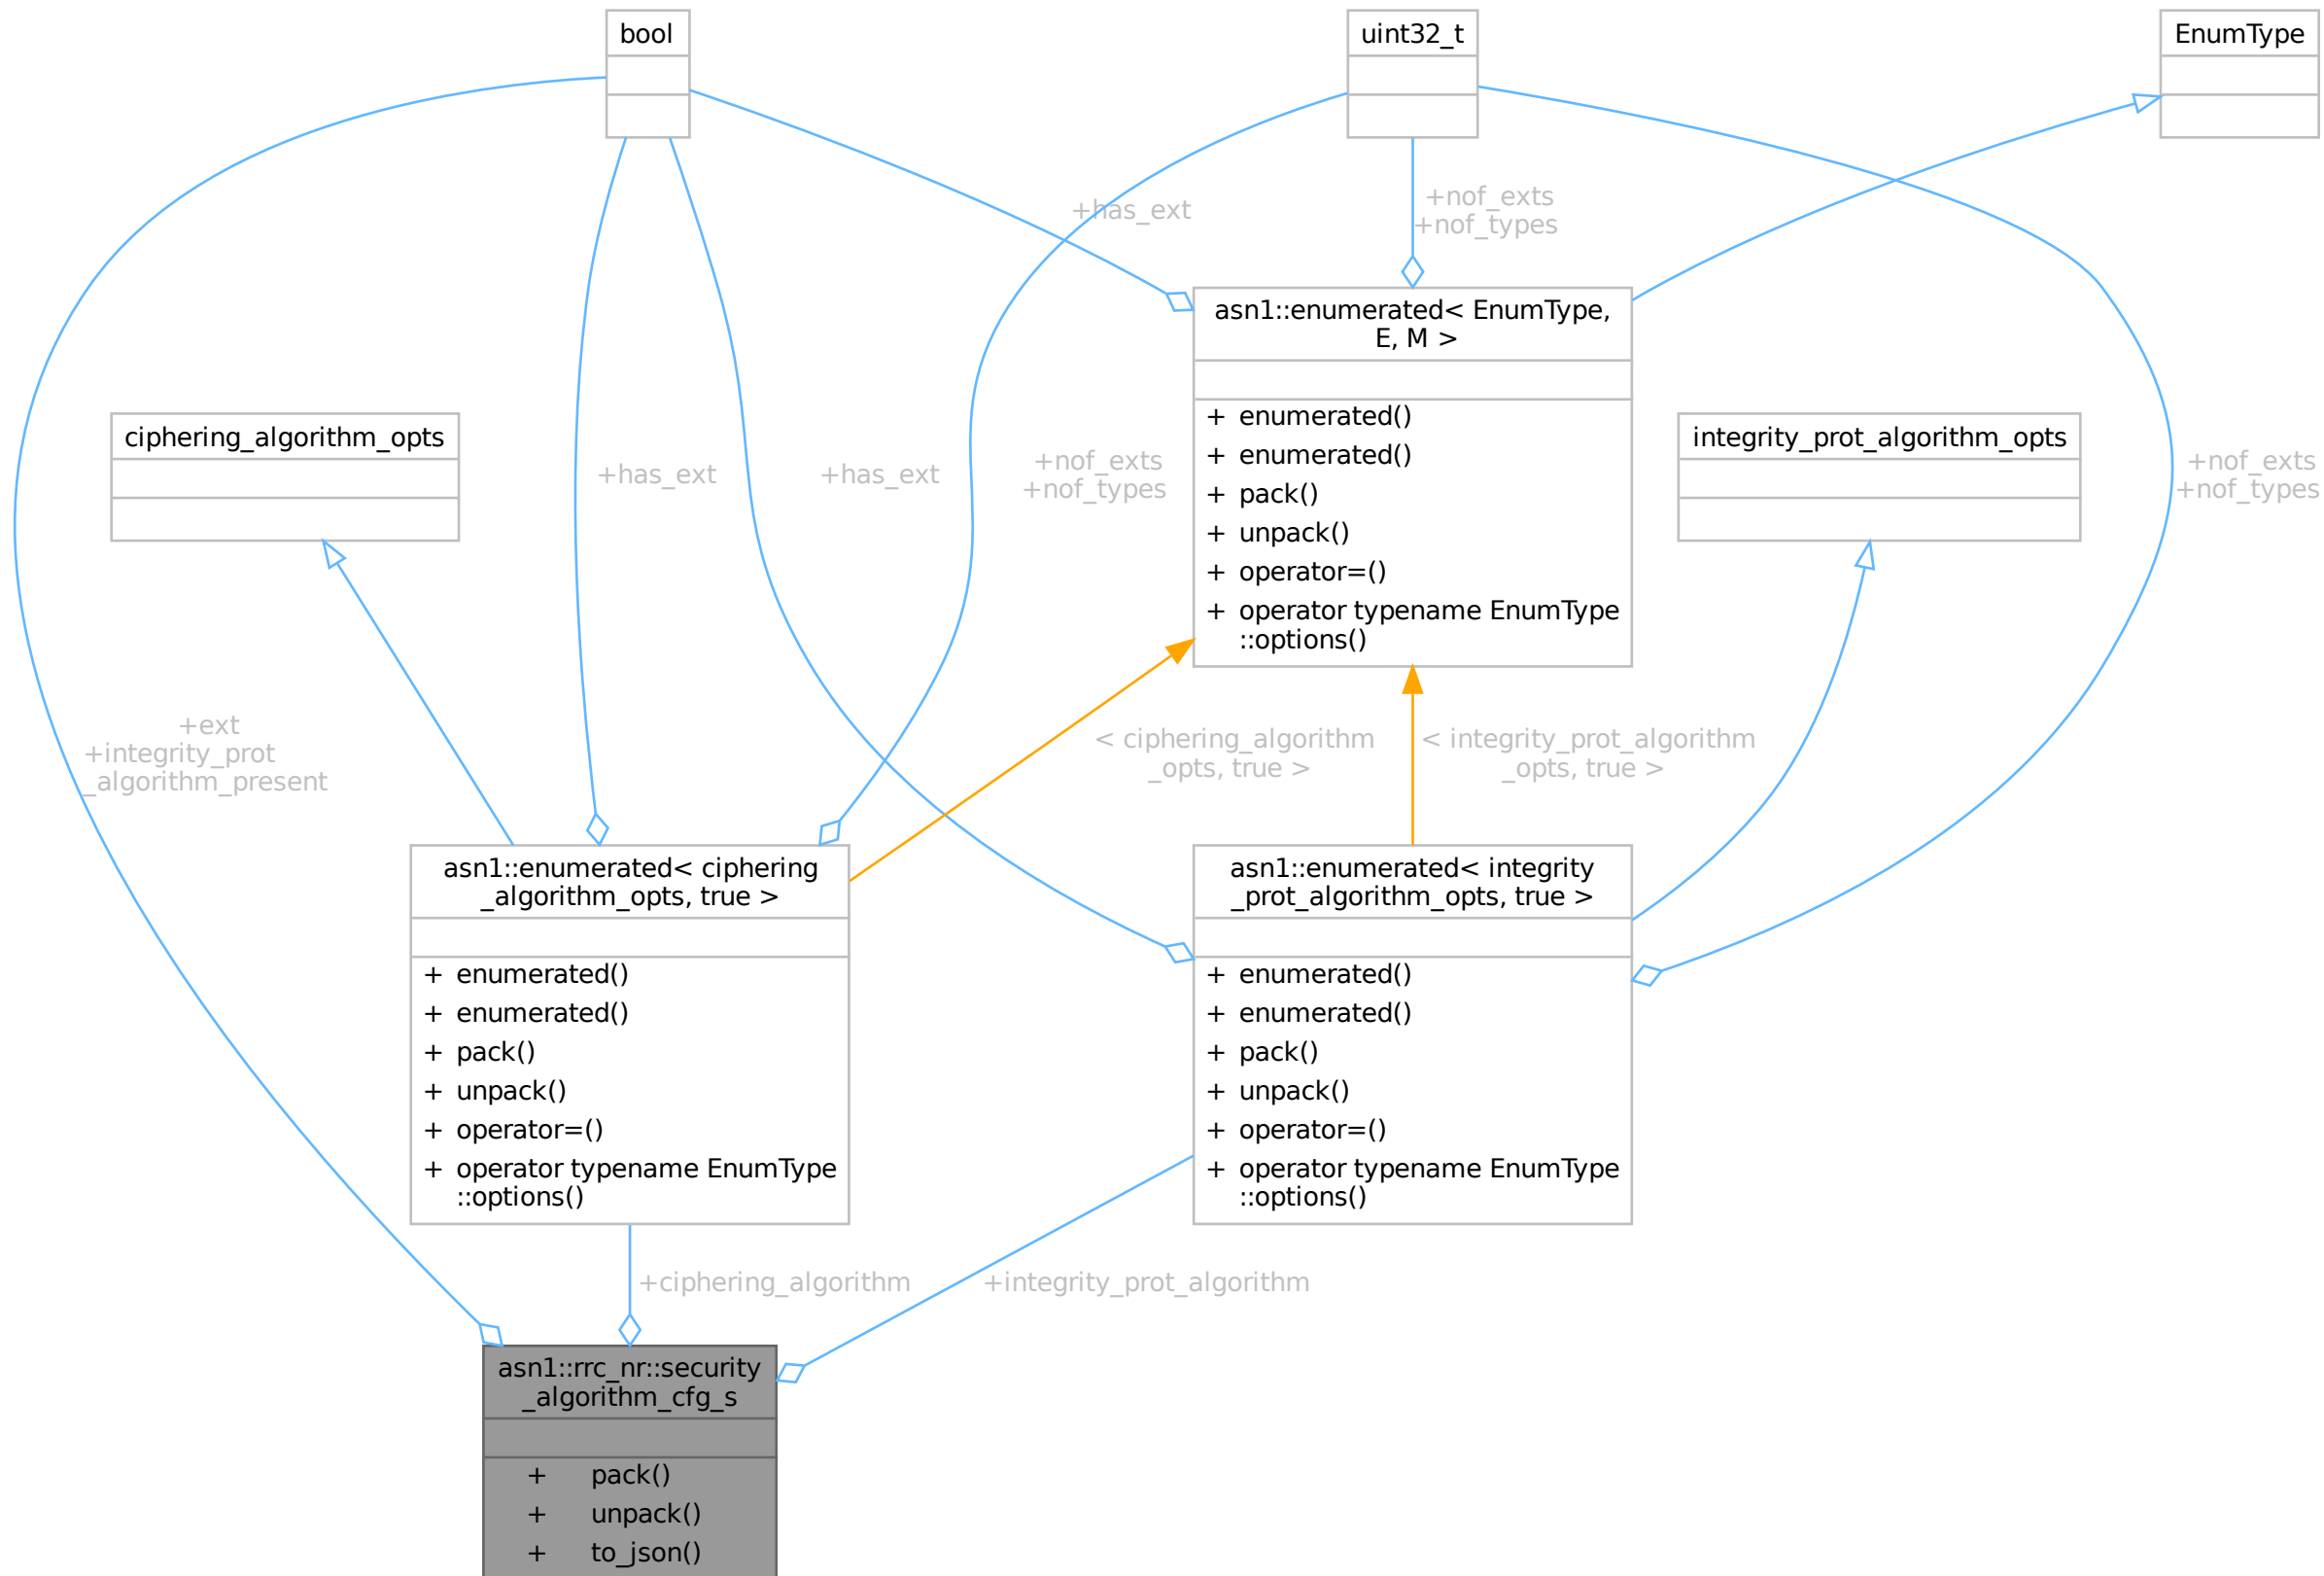 bool
uint32_t
EnumType
+has_ext
+nof_exts
+nof_types
asn1::enumerated< EnumType,
E, M >
+ enumerated()
+ enumerated()
+ pack()
+ unpack()
+ operator=()
+ operator typename EnumType
::options()
ciphering_algorithm_opts
integrity_prot_algorithm_opts
+has_ext
+has_ext
+nof_exts
+nof_types
+nof_exts
+nof_types
+ext
+integrity_prot
_algorithm_present
< ciphering_algorithm
_opts, true >
< integrity_prot_algorithm
_opts, true >
asn1::enumerated< ciphering
_algorithm_opts, true >
+ enumerated()
+ enumerated()
+ pack()
+ unpack()
+ operator=()
+ operator typename EnumType
::options()
asn1::enumerated< integrity
_prot_algorithm_opts, true >
+ enumerated()
+ enumerated()
+ pack()
+ unpack()
+ operator=()
+ operator typename EnumType
::options()
+ciphering_algorithm
+integrity_prot_algorithm
asn1::rrc_nr::security
_algorithm_cfg_s
+ pack()
+ unpack()
+ to_json()